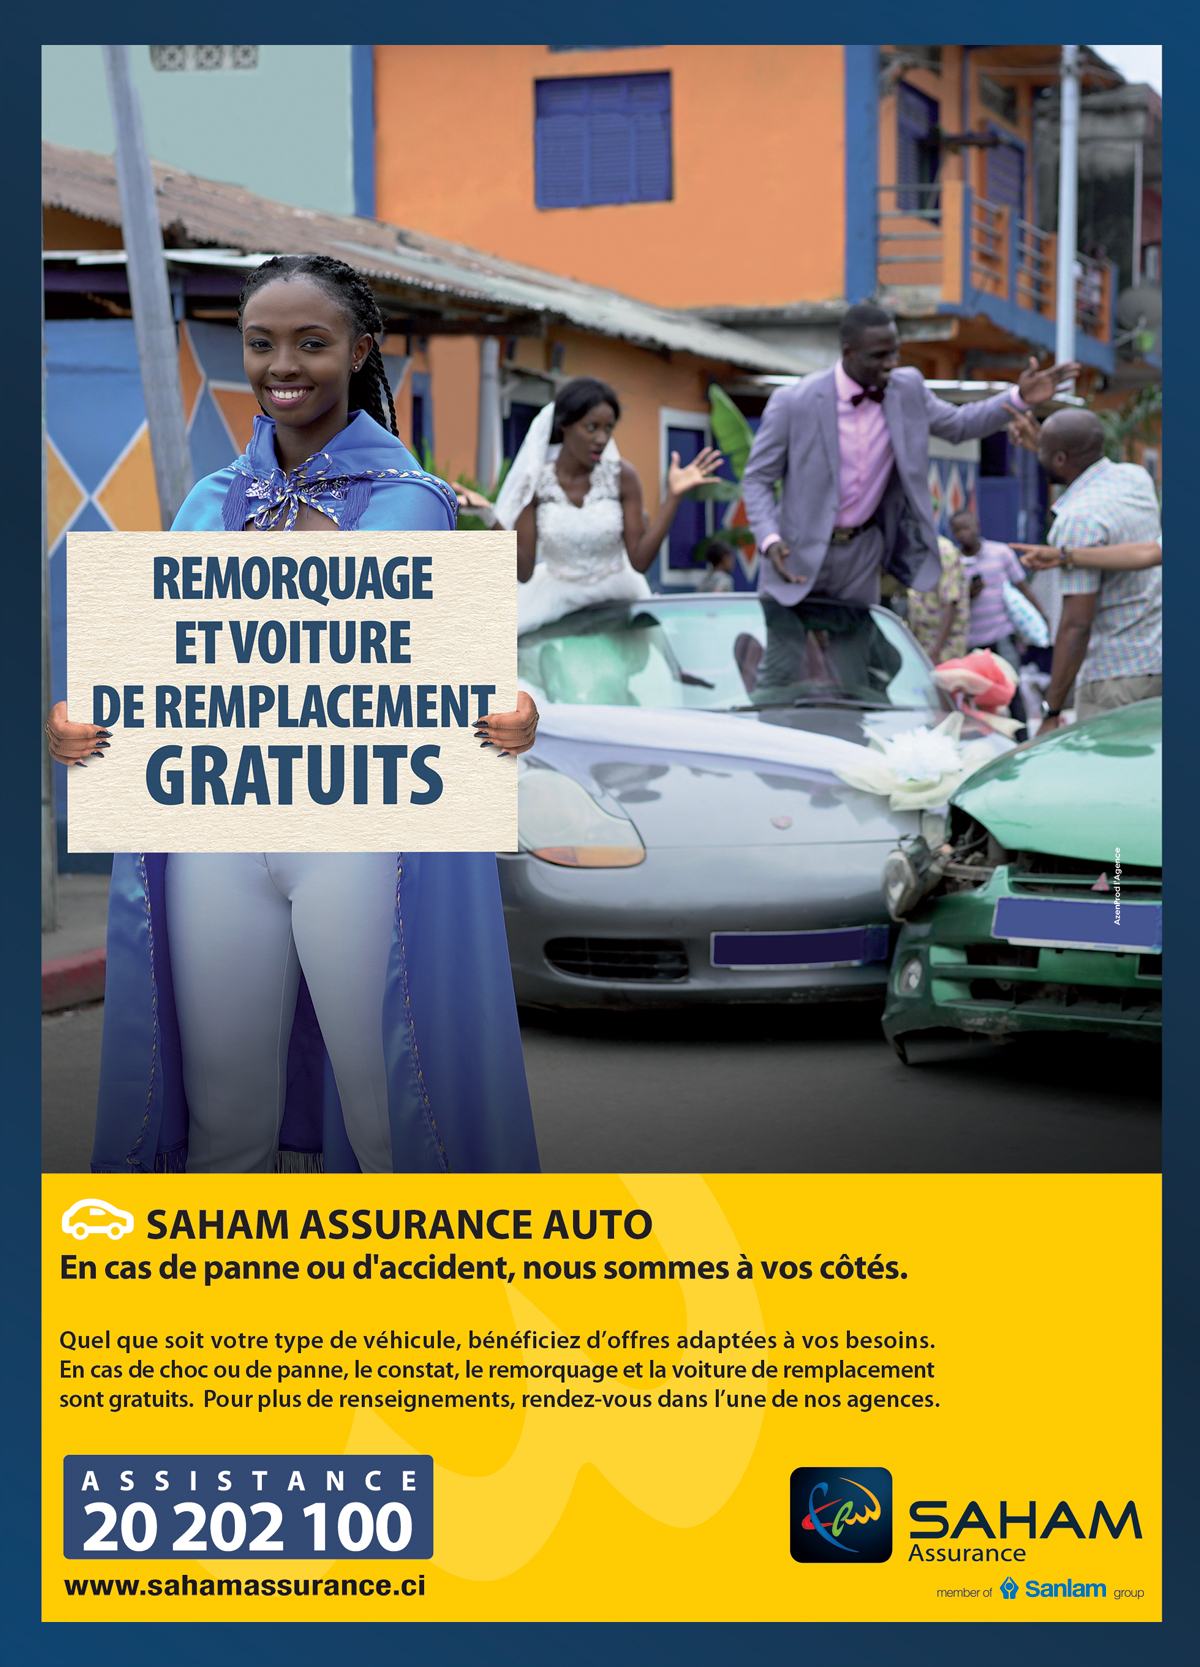 REMORQUAGE
ET VOITURE
DE REMPLACEMENT
GRATUITS
AzenProd l'Agence
SAHAM ASSURANCE AUTO
En cas de panne ou d'accident, nous sommes à vos côtés.
Quel que soit votre type de véhicule, bénéficiez d’offres adaptées à vos besoins.
En cas de choc ou de panne, le constat, le remorquage et la voiture de remplacement
sont gratuits. Pour plus de renseignements, rendez-vous dans l’une de nos agences.
ASSISTANCE
20 202 100
www.sahamassurance.ci
SAHAM
Assurance
member of Sanlam group